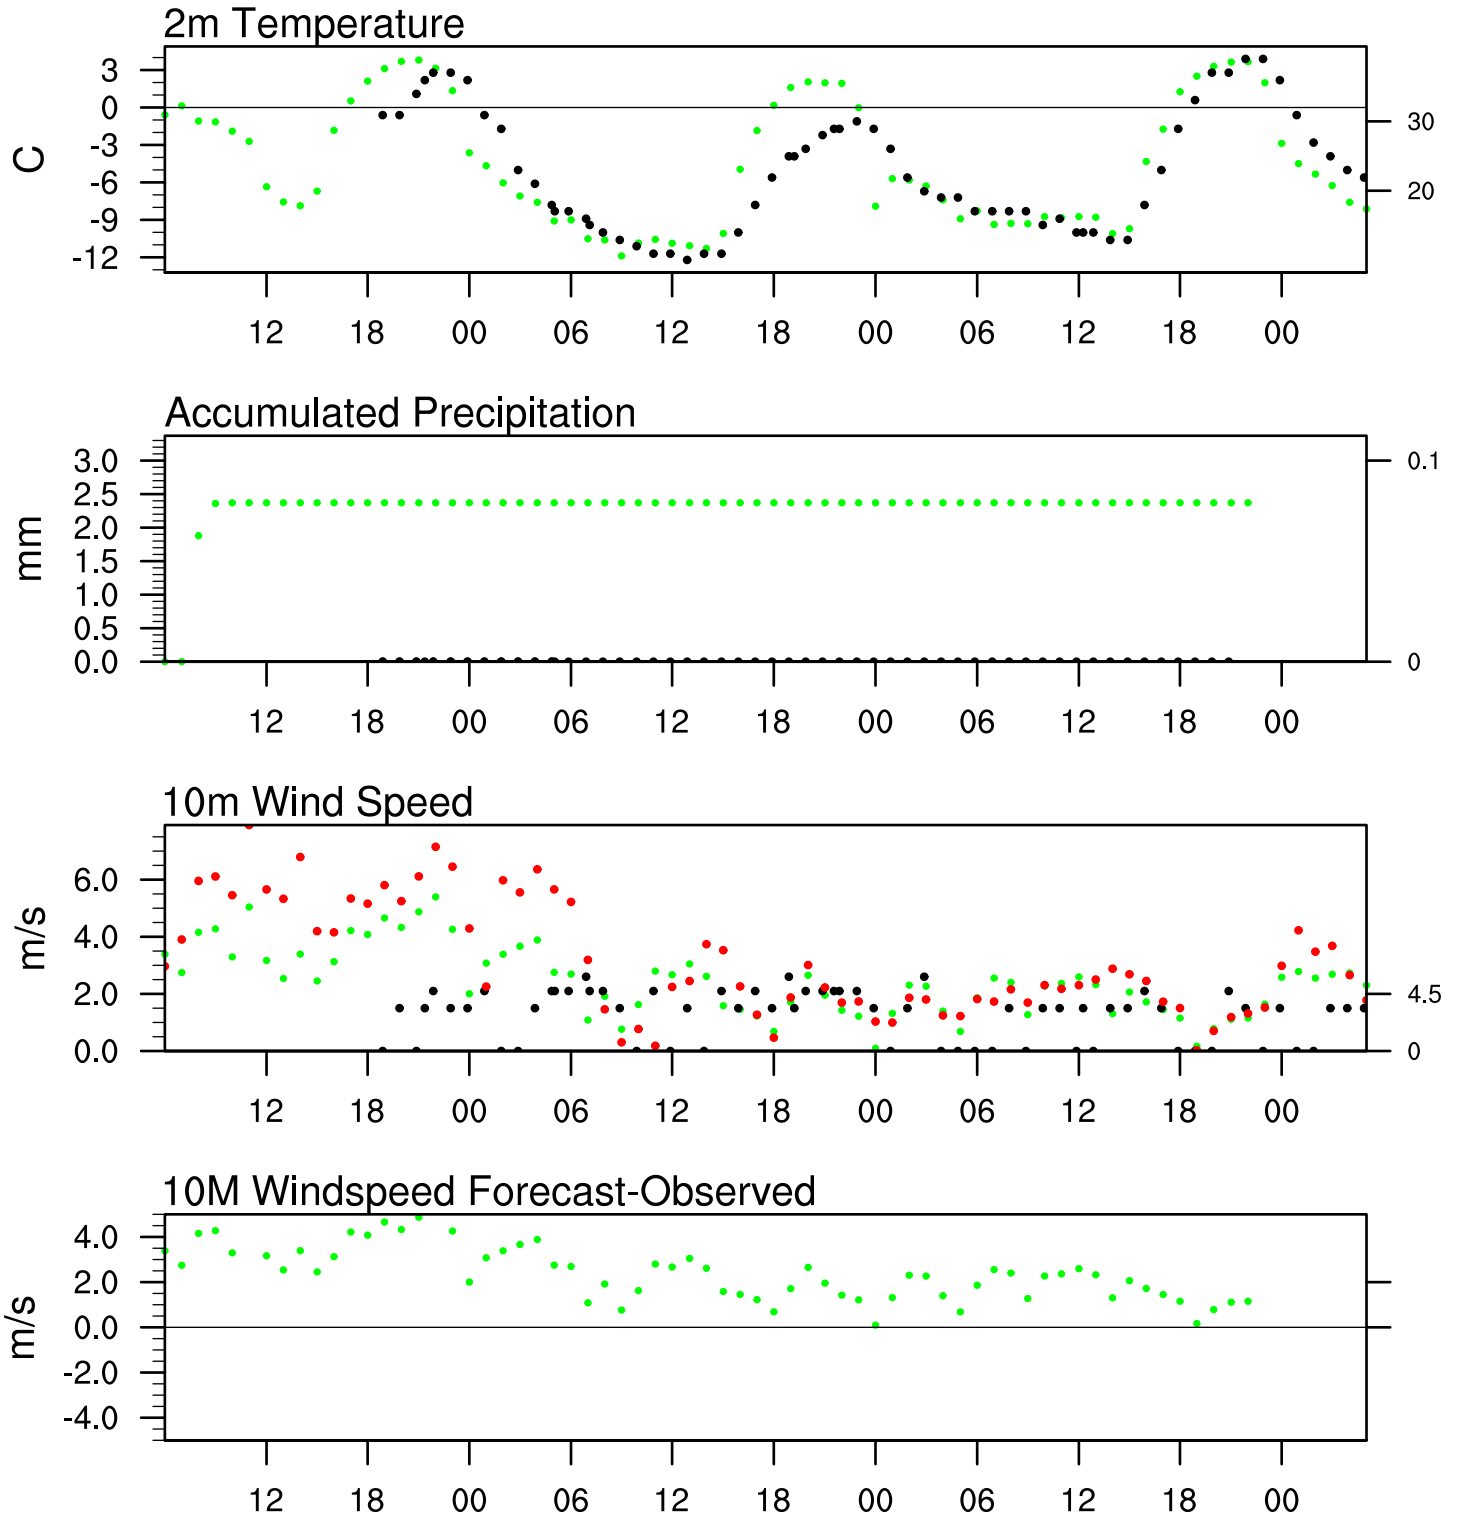 2m Temperature
3
0
-3
-6
-9
-12
C
30
20
12 18 00 06 12 18 00 06 12 18 00
Accumulated Precipitation
3.0
2.5
2.0
1.5
1.0
0.5
0.0
mm
0.1
0
12 18 00 06 12 18 00 06 12 18 00
10m Wind Speed
6.0
4.0
2.0
0.0
m/s
4.5
0
12 18 00 06 12 18 00 06 12 18 00
10M Windspeed Forecast-Observed
4.0
2.0
0.0
-2.0
-4.0
m/s
12 18 00 06 12 18 00 06 12 18 00